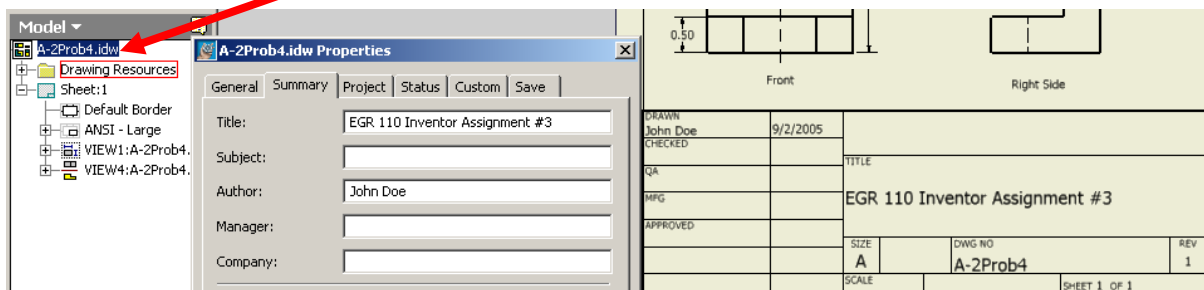 Model
A-2Prob4.idw
Drawing Resources
Sheet:1
Default Border
ANSI - Large
VIEW1:A-2Prob4.
VIEW4:A-2Prob4.
A-2Prob4.idw Properties
General Summary Project Status Custom Save
Title: EGR 110 Inventor Assignment #3
Subject:
Author: John Doe
Manager:
Company:
0.50
Front
Right Side
DRAWN
John Doe 9/2/2005
CHECKED
QA
MFG
APPROVED
TITLE
EGR 110 Inventor Assignment #3
SIZE
A
DWG NO
A-2Prob4
REV
1
SCALE
SHEET 1 OF 1